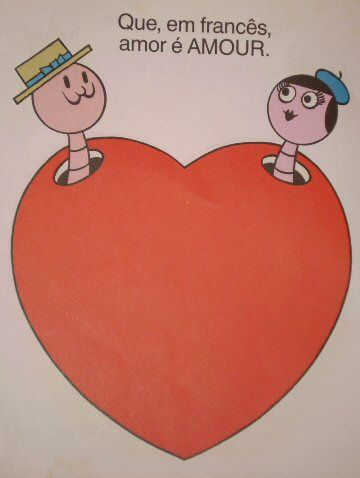 Que, em francês,
amor é AMOUR.